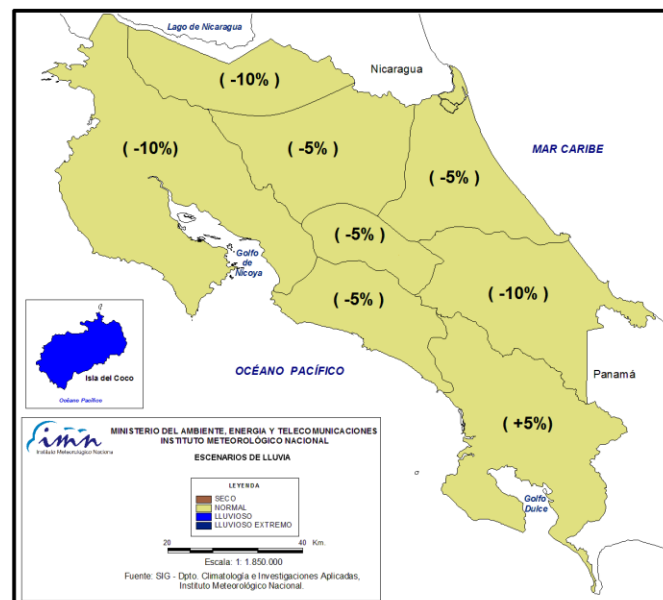 Lago de Nicaragua
Nicaragua
( -10% )
( -10%)
( -5% )
MAR CARIBE
( -5% )
( -5% )
Golfo
de
Nicoya
( -5% )
( -10% )
Isla del Coco
Océano Pacífico
OCÉANO PACÍFICO
Panamá
( +5%)
Golfo
Dulce
imn
Instituto Meteorológico Nacional
MINISTERIO DEL AMBIENTE, ENERGIA Y TELECOMUNICACIONES
INSTITUTO METEOROLÓGICO NACIONAL
ESCENARIOS DE LLUVIA
LEYENDA
SECO
NORMAL
LLUVIOSO
LLUVIOSO EXTREMO
20 0 40 Km.
Escala: 1: 1.850.000
Fuente: SIG - Dpto. Climatología e Investigaciones Aplicadas,
Instituto Meteorológico Nacional.